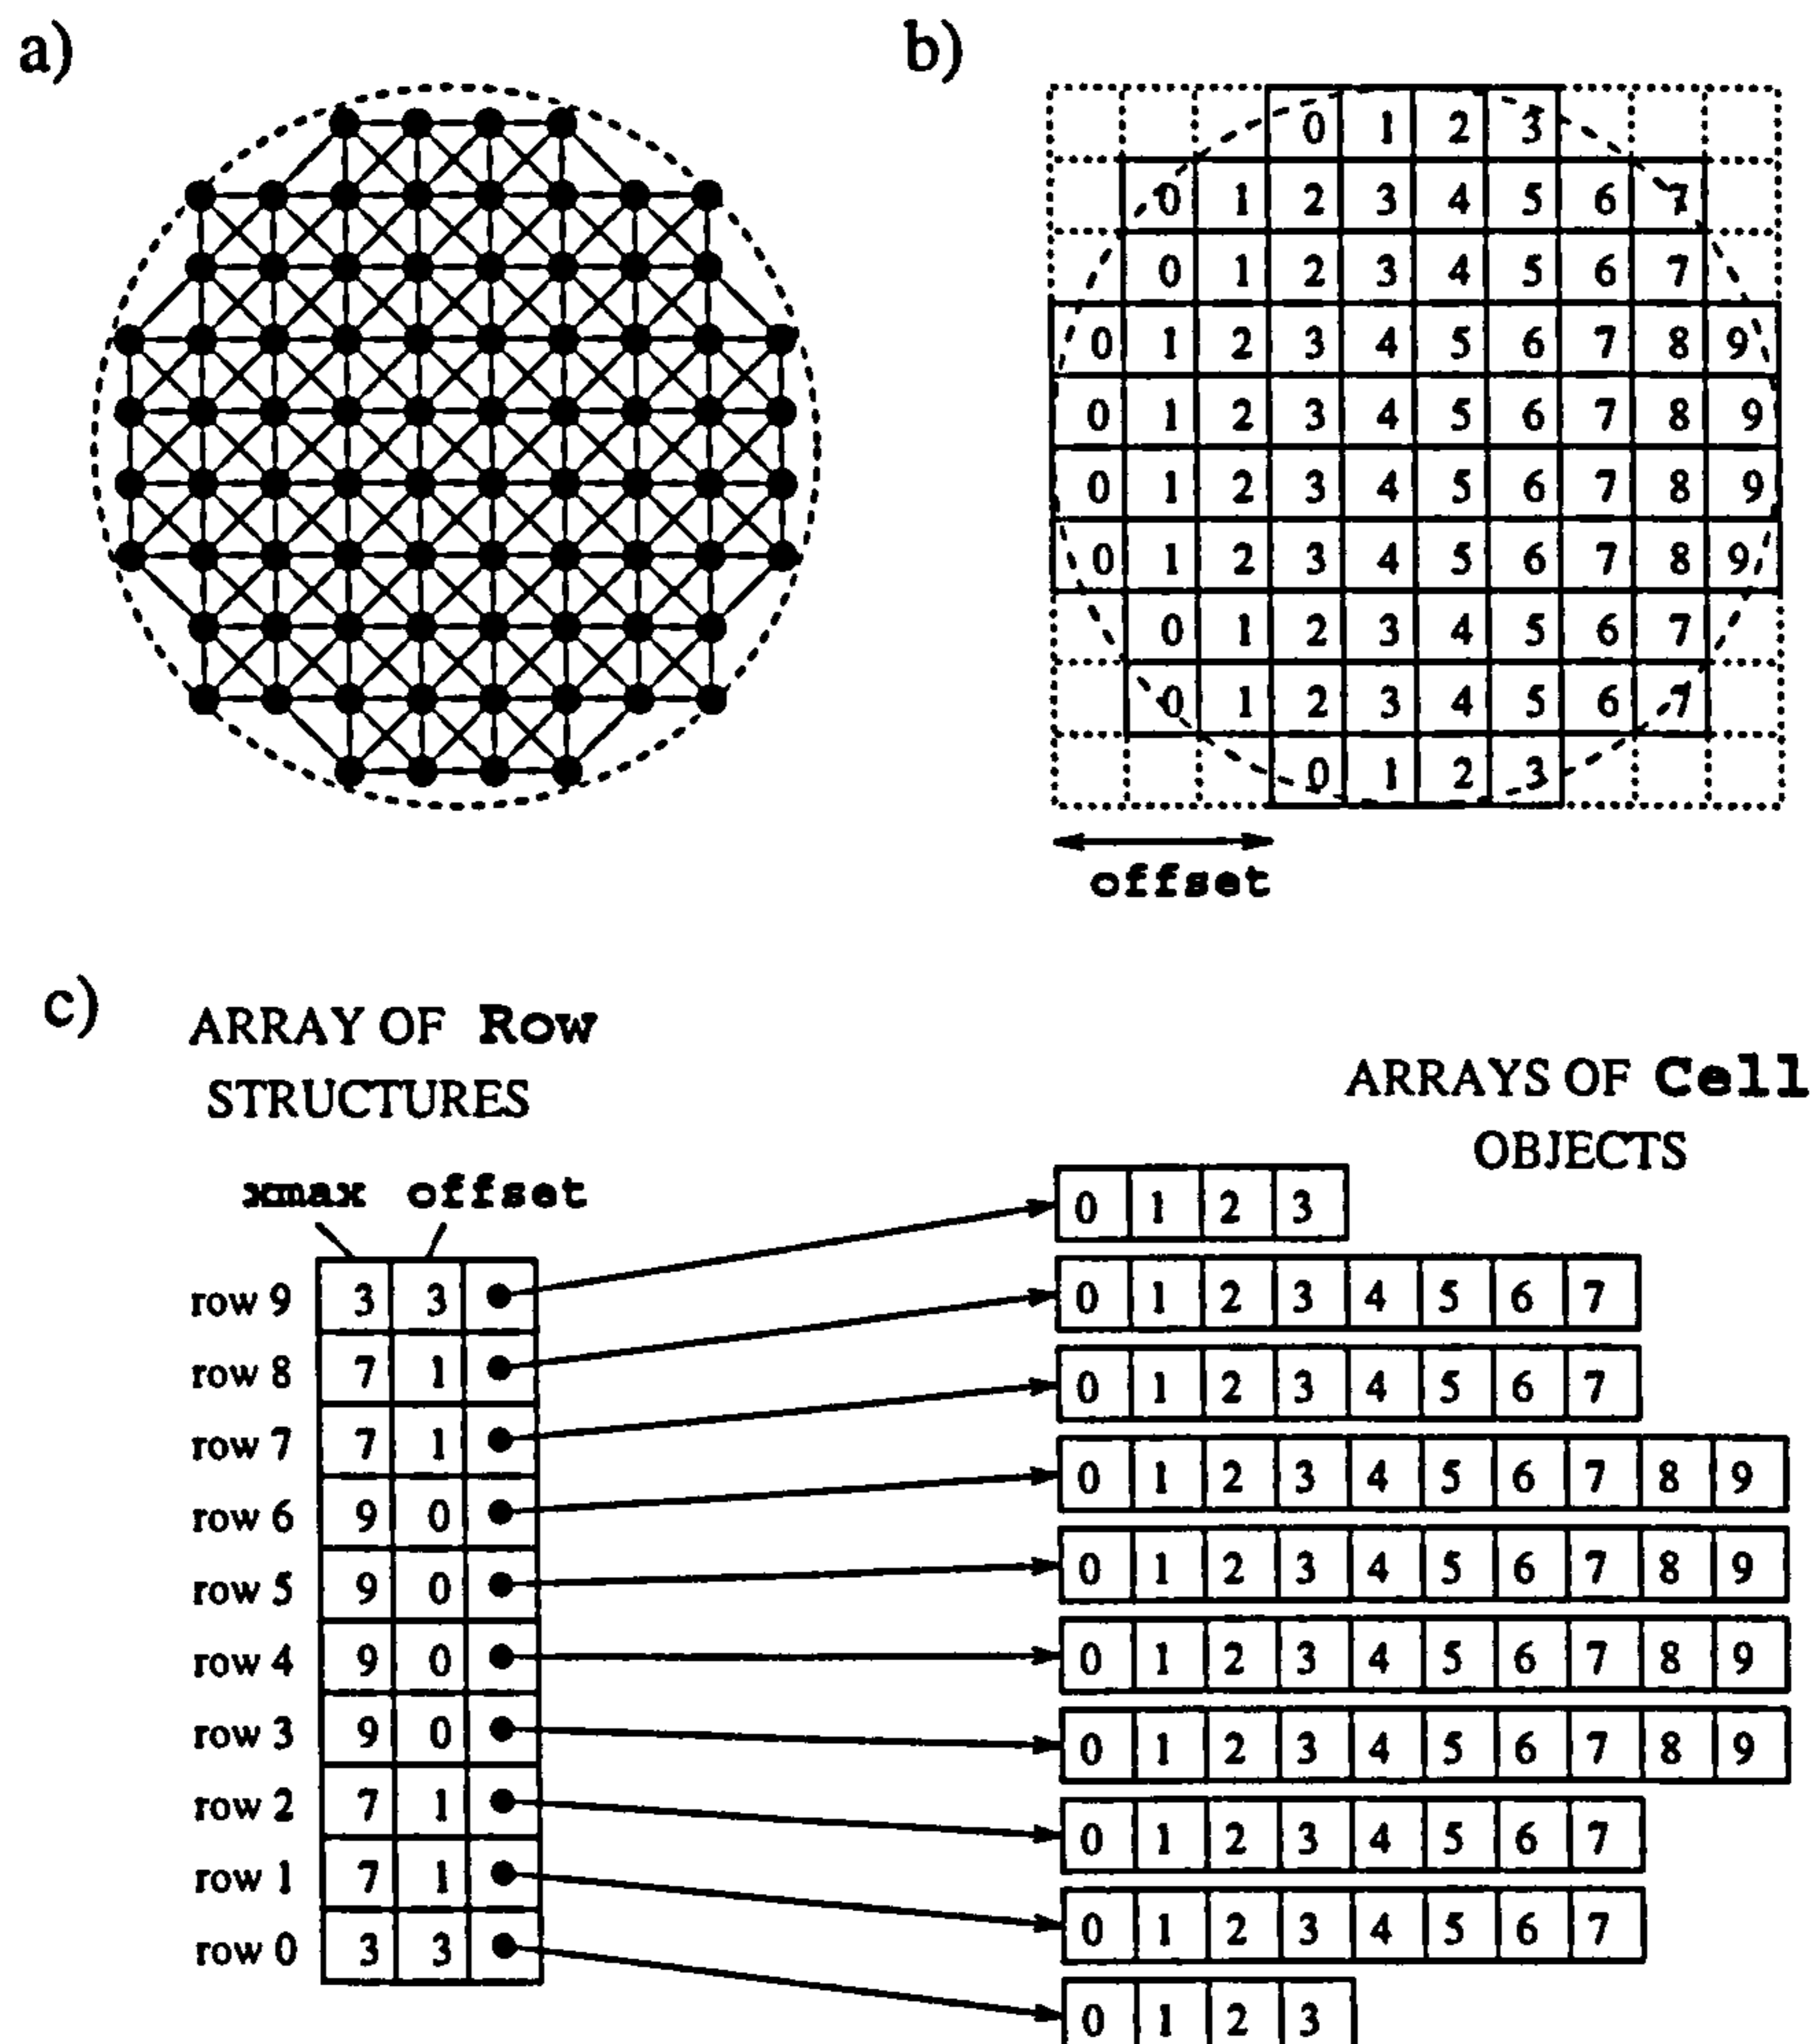 a)
b)
0 1 2 3
0 1 2 3 4 5 6 7
0 1 2 3 4 5 6 7
0 1 2 3 4 5 6 7 8 9
0 1 2 3 4 5 6 7 8 9
0 1 2 3 4 5 6 7 8 9
0 1 2 3 4 5 6 7 8 9
0 1 2 3 4 5 6 7
0 1 2 3 4 5 6 7
0 1 2 3
offset
c)
ARRAY OF Row
STRUCTURES
ARRAYS OF Cell
OBJECTS
xmax offset
row 9 3 3
row 8 7 1
row 7 7 1
row 6 9 0
row 5 9 0
row 4 9 0
row 3 9 0
row 2 7 1
row 1 7 1
row 0 3 3
0 1 2 3
0 1 2 3 4 5 6 7
0 1 2 3 4 5 6 7
0 1 2 3 4 5 6 7 8 9
0 1 2 3 4 5 6 7 8 9
0 1 2 3 4 5 6 7 8 9
0 1 2 3 4 5 6 7 8 9
0 1 2 3 4 5 6 7
0 1 2 3 4 5 6 7
0 1 2 3